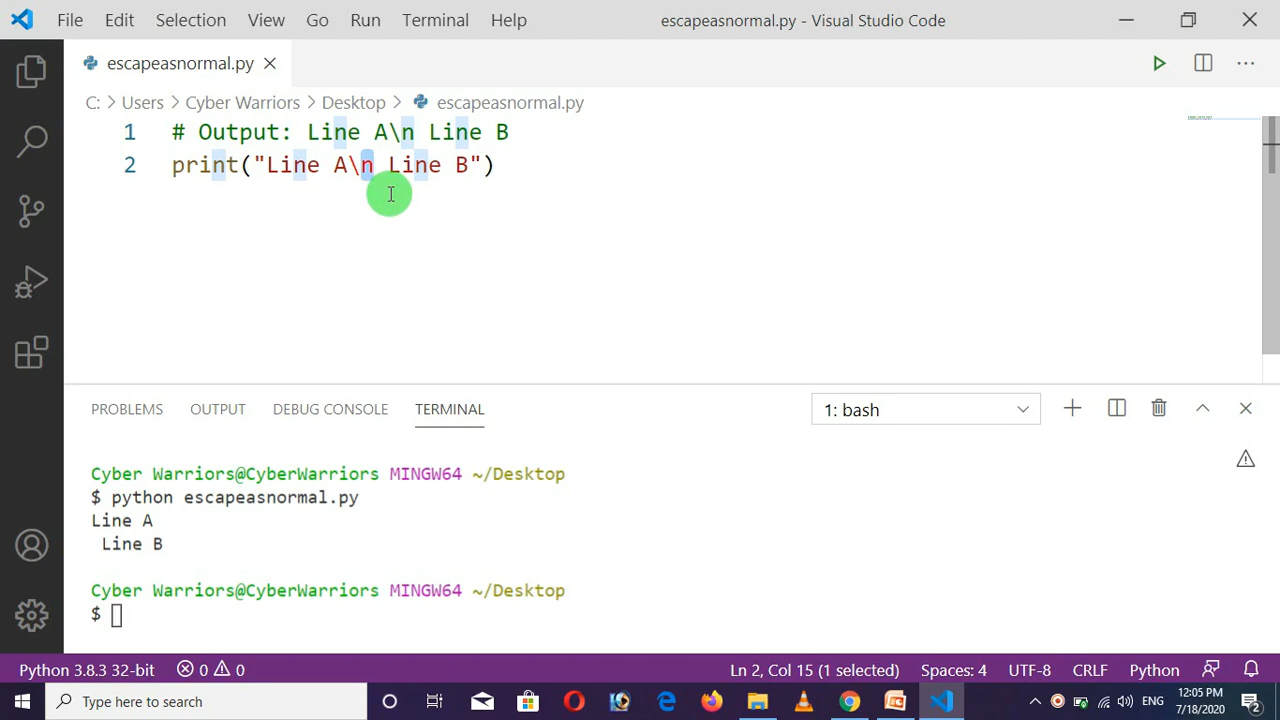 File Edit Selection View Go Run Terminal Help escapeasnormal.py - Visual Studio Code
escapeasnormal.py
C: > Users > Cyber Warriors > Desktop > escapeasnormal.py
1 # Output: Line A\n Line B
2 print("Line A\n Line B")
PROBLEMS OUTPUT DEBUG CONSOLE TERMINAL 1: bash
Cyber Warriors@CyberWarriors MINGW64 ~/Desktop
$ python escapeasnormal.py
Line A
 Line B
Cyber Warriors@CyberWarriors MINGW64 ~/Desktop
$
Python 3.8.3 32-bit 0 0 Ln 2, Col 15 (1 selected) Spaces: 4 UTF-8 CRLF Python
Type here to search ENG 12:05 PM
7/18/2020 2